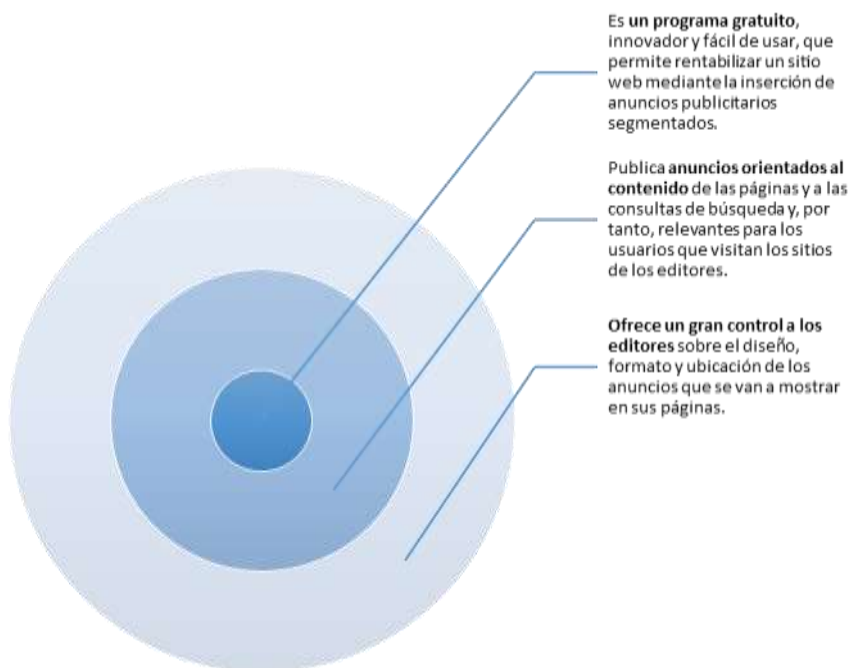 Es un programa gratuito,
innovador y fácil de usar, que
permite rentabilizar un sitio
web mediante la inserción de
anuncios publicitarios
segmentados.
Publica anuncios orientados al
contenido de las páginas y a las
consultas de búsqueda y, por
tanto, relevantes para los
usuarios que visitan los sitios
de los editores.
Ofrece un gran control a los
editores sobre el diseño,
formato y ubicación de los
anuncios que se van a mostrar
en sus páginas.